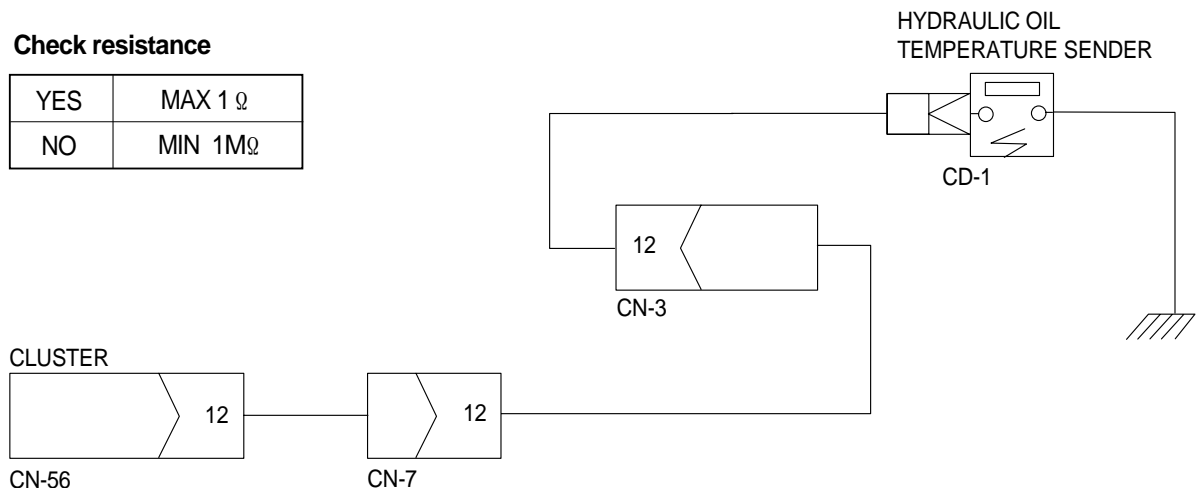 HYDRAULIC OIL
TEMPERATURE SENDER
Check resistance
YES MAX 1 Ω
NO MIN 1MΩ
CD-1
12
CN-3
CLUSTER
12
12
CN-56
CN-7